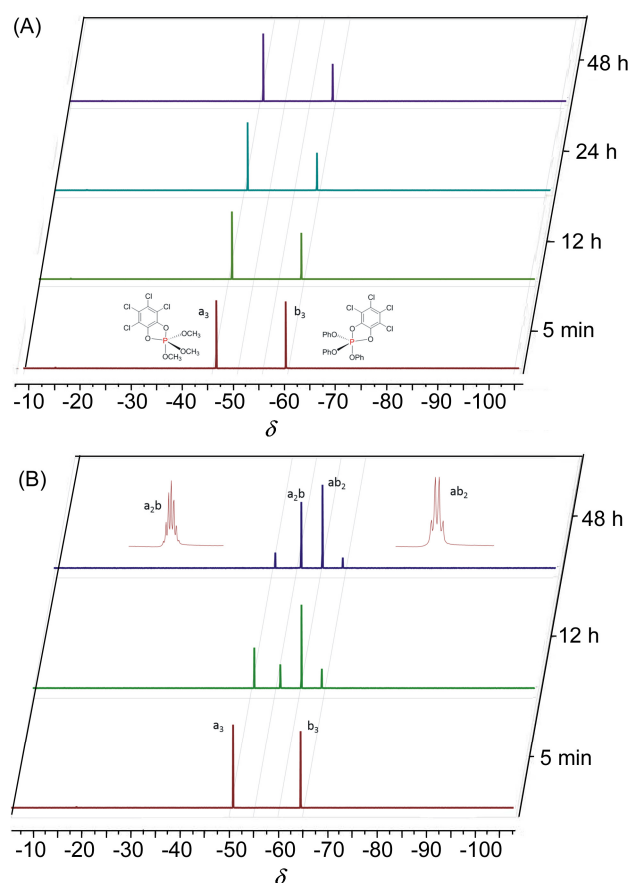 (A)
48 h
24 h
12 h
Cl
Cl Cl
Cl
O
O P OCH₃
OCH₃
OCH₃
a₃
b₃
Cl
Cl Cl
Cl
O
PhO
PhO P O
OPh
5 min
-10 -20 -30 -40 -50 -60 -70 -80 -90 -100
δ
(B)
a₂b
a₂b
ab₂
ab₂
48 h
12 h
a₃
b₃
5 min
-10 -20 -30 -40 -50 -60 -70 -80 -90 -100
δ